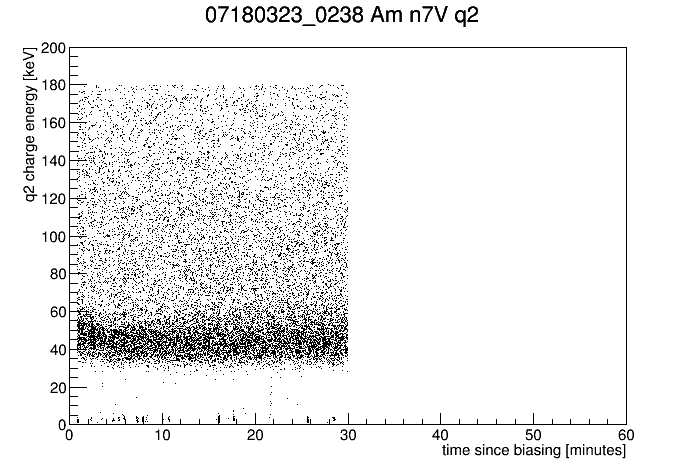 07180323_0238 Am n7V q2
q2 charge energy [keV]
200
180
160
140
120
100
80
60
40
20
0
0 10 20 30 40 50 60
time since biasing [minutes]